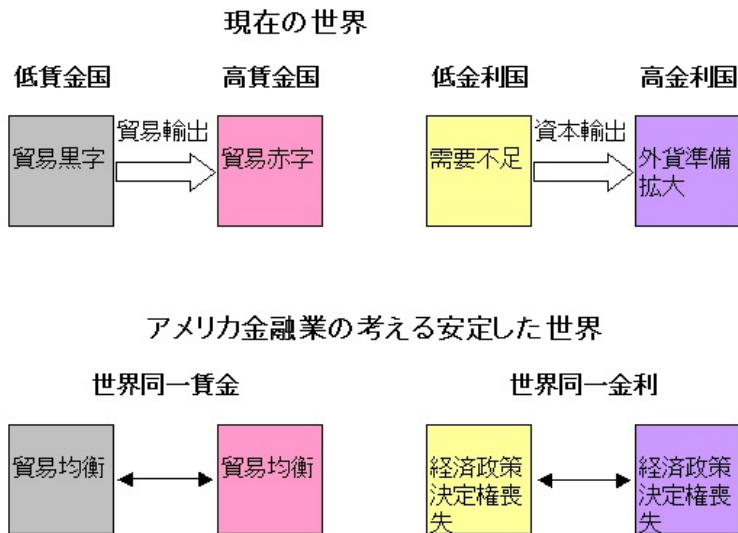 現在の世界
低賃金国
高賃金国
低金利国
高金利国
貿易黒字
貿易輸出
貿易赤字
需要不足
資本輸出
外貨準備
拡大
アメリカ金融業の考える安定した世界
世界同一賃金
世界同一金利
貿易均衡
貿易均衡
経済政策
決定権喪
失
経済政策
決定権喪
失